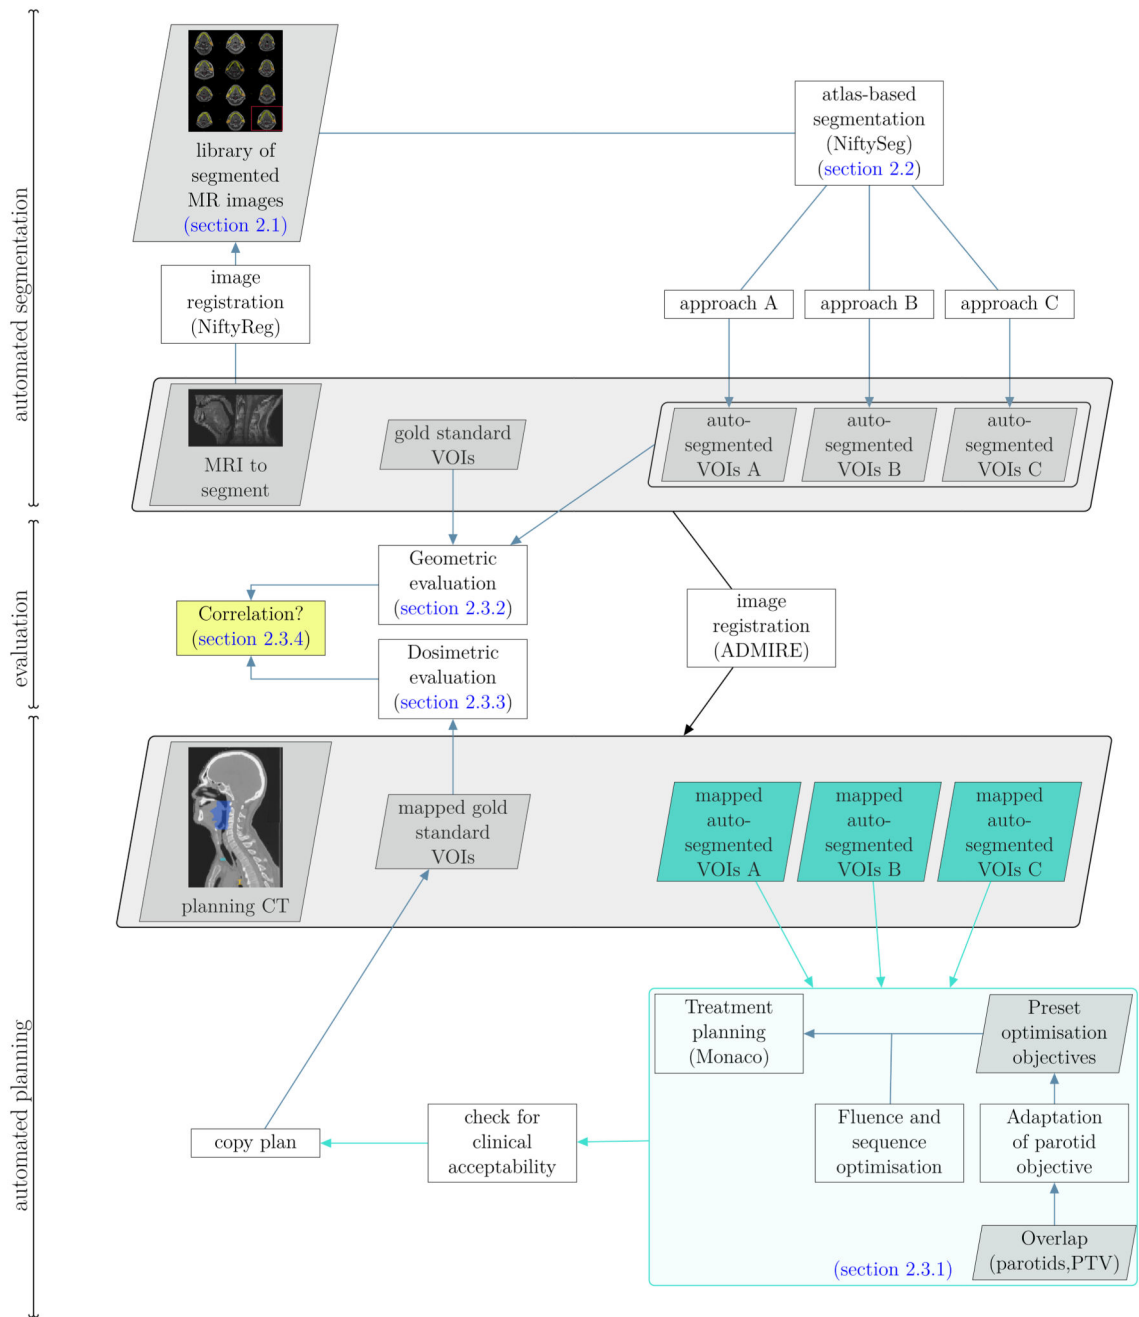 automated segmentation
library of
segmented
MR images
(section 2.1)
atlas-based
segmentation
(NiftySeg)
(section 2.2)
image
registration
(NiftyReg)
approach A
approach B
approach C
MRI to
segment
gold standard
VOIs
auto-
segmented
VOIs A
auto-
segmented
VOIs B
auto-
segmented
VOIs C
evaluation
Geometric
evaluation
(section 2.3.2)
Correlation?
(section 2.3.4)
Dosimetric
evaluation
(section 2.3.3)
image
registration
(ADMIRE)
automated planning
planning CT
mapped gold
standard
VOIs
mapped
auto-
segmented
VOIs A
mapped
auto-
segmented
VOIs B
mapped
auto-
segmented
VOIs C
Treatment
planning
(Monaco)
Preset
optimisation
objectives
Fluence and
sequence
optimisation
Adaptation
of parotid
objective
Overlap
(parotids,PTV)
(section 2.3.1)
check for
clinical
acceptability
copy plan